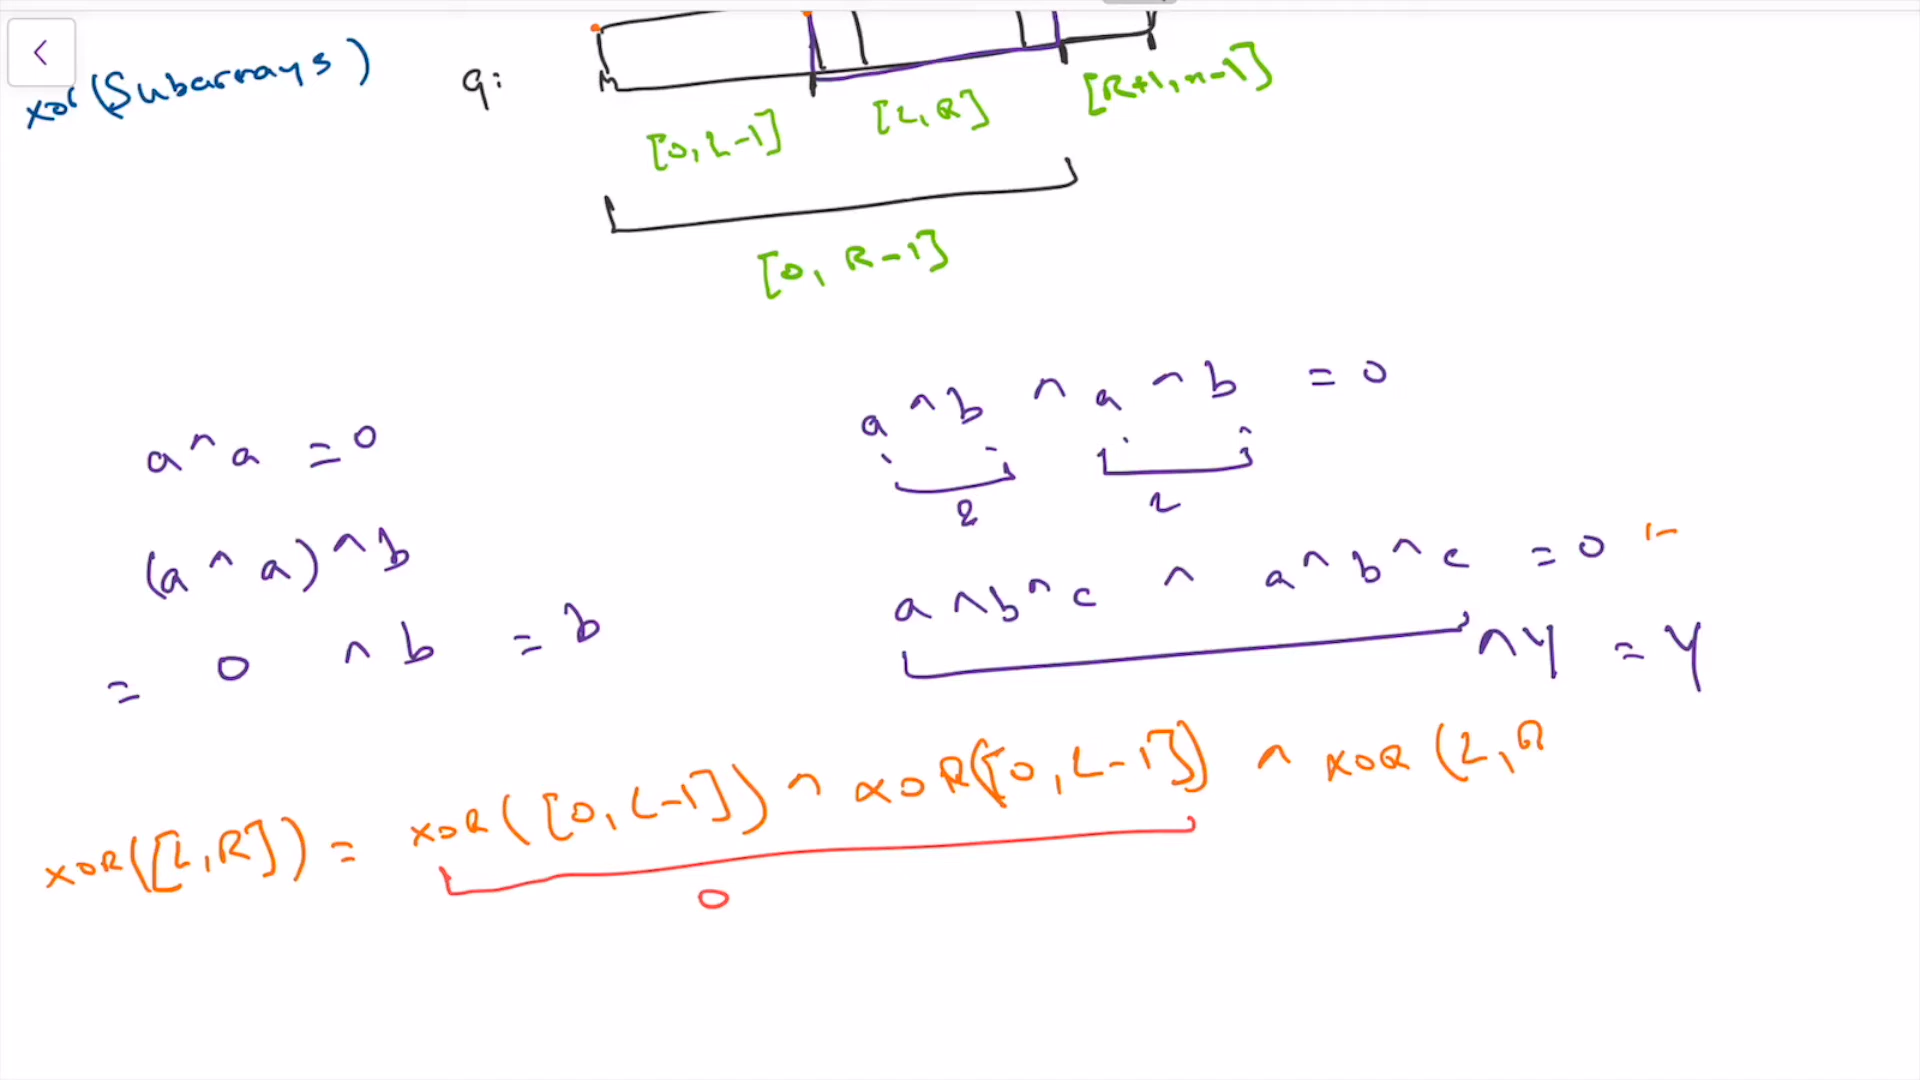 xor(Subarrays)
q:
[0, L-1]
[L, R]
[R+1, n-1]
[0, R-1]
a^a = 0
(a^a)^b
= 0 ^ b = b
a^b ^ a^b = 0
2 2
a^b^c ^ a^b^c = 0
^ Y = Y
XOR([L,R]) = XOR([0,L-1]) ^ XOR([0,L-1]) ^ XOR(L,R
0